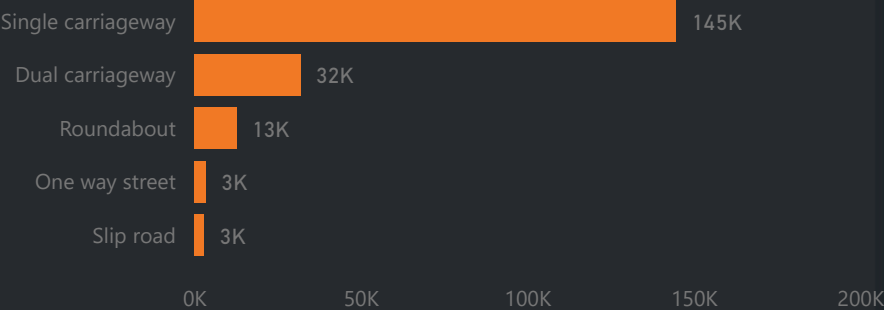 Single carriageway 145K
Dual carriageway 32K
Roundabout 13K
One way street 3K
Slip road 3K
0K 50K 100K 150K 200K